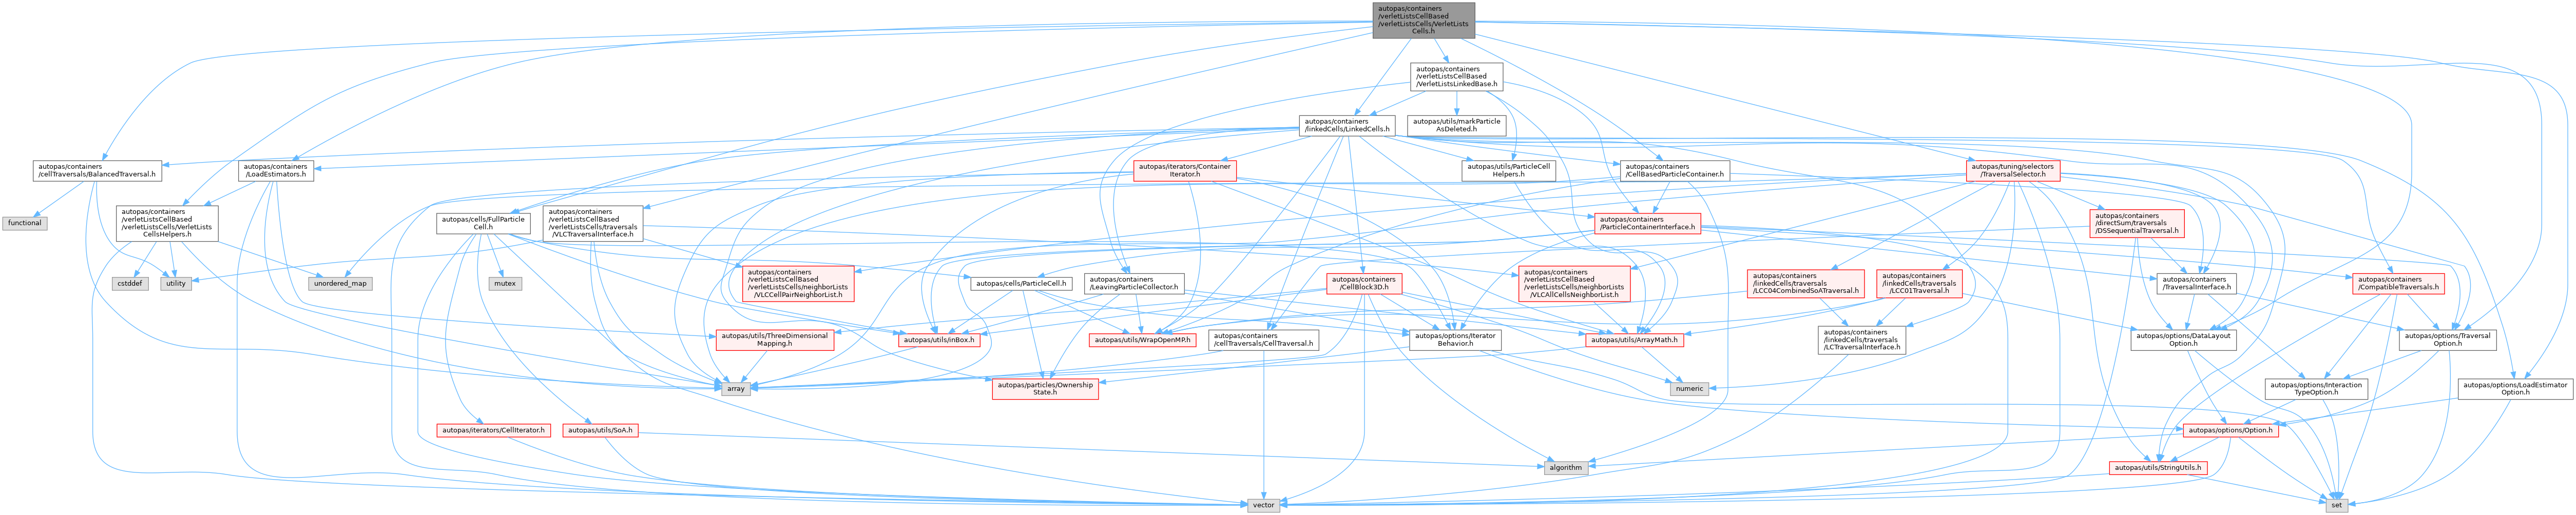 autopas/containers
/verletListsCellBased
/verletListsCells/VerletLists
Cells.h
autopas/containers
/verletListsCellBased
/VerletListsLinkedBase.h
autopas/containers
/linkedCells/LinkedCells.h
autopas/utils/markParticle
AsDeleted.h
autopas/containers
/cellTraversals/BalancedTraversal.h
autopas/containers
/LoadEstimators.h
autopas/iterators/Container
Iterator.h
autopas/utils/ParticleCell
Helpers.h
autopas/containers
/CellBasedParticleContainer.h
autopas/tuning/selectors
/TraversalSelector.h
functional
autopas/containers
/verletListsCellBased
/verletListsCells/VerletLists
CellsHelpers.h
autopas/cells/FullParticle
Cell.h
autopas/containers
/verletListsCellBased
/verletListsCells/traversals
/VLCTraversalInterface.h
autopas/containers
/ParticleContainerInterface.h
autopas/containers
/directSum/traversals
/DSSequentialTraversal.h
cstddef
utility
unordered_map
mutex
autopas/containers
/verletListsCellBased
/verletListsCells/neighborLists
/VLCCellPairNeighborList.h
autopas/cells/ParticleCell.h
autopas/containers
/LeavingParticleCollector.h
autopas/containers
/CellBlock3D.h
autopas/containers
/verletListsCellBased
/verletListsCells/neighborLists
/VLCAllCellsNeighborList.h
autopas/containers
/linkedCells/traversals
/LCC04CombinedSoATraversal.h
autopas/containers
/linkedCells/traversals
/LCC01Traversal.h
autopas/containers
/TraversalInterface.h
autopas/containers
/CompatibleTraversals.h
autopas/utils/ThreeDimensional
Mapping.h
autopas/utils/inBox.h
autopas/utils/WrapOpenMP.h
autopas/containers
/cellTraversals/CellTraversal.h
autopas/options/Iterator
Behavior.h
autopas/utils/ArrayMath.h
autopas/containers
/linkedCells/traversals
/LCTraversalInterface.h
autopas/options/DataLayout
Option.h
autopas/options/Traversal
Option.h
array
autopas/particles/Ownership
State.h
numeric
autopas/options/Interaction
TypeOption.h
autopas/options/LoadEstimator
Option.h
autopas/iterators/CellIterator.h
autopas/utils/SoA.h
autopas/options/Option.h
algorithm
autopas/utils/StringUtils.h
vector
set